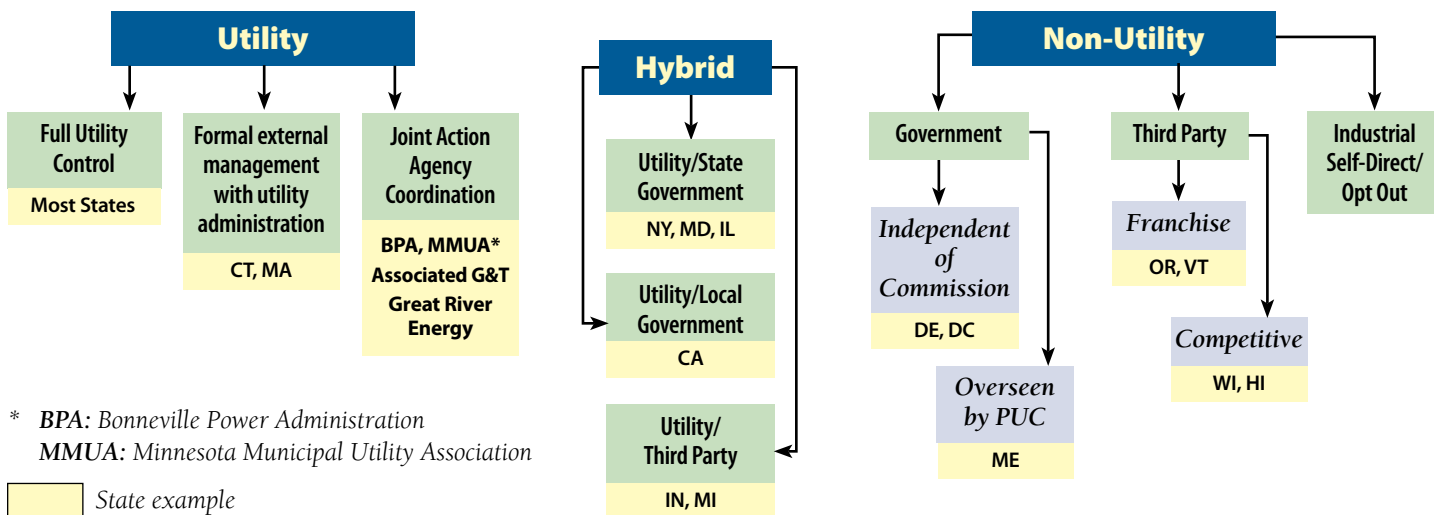 Utility
Full Utility
Control
Most States
Formal external
management
with utility
administration
CT, MA
Joint Action
Agency
Coordination
BPA, MMUA*
Associated G&T
Great River
Energy
Hybrid
Utility/State
Government
NY, MD, IL
Utility/Local
Government
CA
Utility/
Third Party
IN, MI
Non-Utility
Government
Independent
of
Commission
DE, DC
Overseen
by PUC
ME
Third Party
Franchise
OR, VT
Competitive
WI, HI
Industrial
Self-Direct/
Opt Out
* BPA: Bonneville Power Administration
MMUA: Minnesota Municipal Utility Association
State example